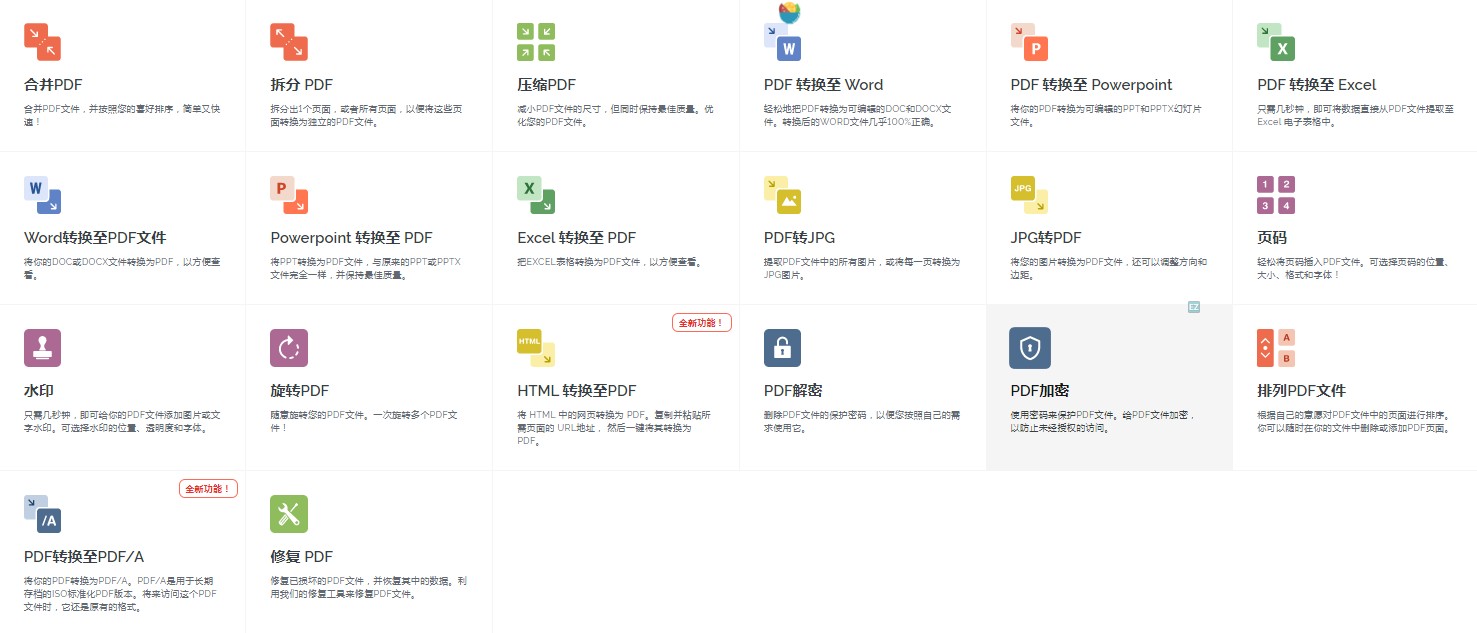 合并PDF
合并PDF文件，并按照您的喜好排序，简单又快
速！
拆分 PDF
拆分出1个页面，或者所有页面，以便将这些页
面转换为独立的PDF文件。
压缩PDF
减小PDF文件的尺寸，但同时保持最佳质量。优
化您的PDF文件。
W
PDF 转换至 Word
轻松地把PDF转换为可编辑的DOC和DOCX文
件。转换后的WORD文件几乎100%正确。
P
PDF 转换至 Powerpoint
将你的PDF转换为可编辑的PPT和PPTX幻灯片
文件。
X
PDF 转换至 Excel
只需几秒钟，即可将数据直接从PDF文件提取至
Excel 电子表格中。
W
Word转换至PDF文件
将你的DOC或DOCX文件转换为PDF，以方便查
看。
P
Powerpoint 转换至 PDF
将PPT转换为PDF文件，与原来的PPT或PPTX
文件完全一样，并保持最佳质量。
X
Excel 转换至 PDF
把EXCEL表格转换为PDF文件，以方便查看。
PDF转JPG
提取PDF文件中的所有图片，或将每一页转换为
JPG图片。
JPG
JPG转PDF
将您的图片转换为PDF文件，还可以调整方向和
边距。
1 2
3 4
页码
轻松将页码插入PDF文件。可选择页码的位置、
大小、格式和字体！
水印
只需几秒钟，即可给你的PDF文件添加图片或文
字水印。可选择水印的位置、透明度和字体。
旋转PDF
随意旋转您的PDF文件。一次旋转多个PDF文
件！
全新功能！
HTML
HTML 转换至PDF
将 HTML 中的网页转换为 PDF。复制并粘贴所
需页面的 URL地址， 然后一键将其转换为
PDF。
PDF解密
删除PDF文件的保护密码，以便您按照自己的需
求使用它。
EZ
PDF加密
使用密码来保护PDF文件。给PDF文件加密，
以防止未经授权的访问。
A
B
排列PDF文件
根据自己的意愿对PDF文件中的页面进行排序。
你可以随时在你的文件中删除或添加PDF页面。
全新功能！
/A
PDF转换至PDF/A
将你的PDF转换为PDF/A。PDF/A是用于长期
存档的ISO标准化PDF版本。将来访问这个PDF
文件时，它还是原有的格式。
修复 PDF
修复已损坏的PDF文件，并恢复其中的数据。利
用我们的修复工具来修复PDF文件。